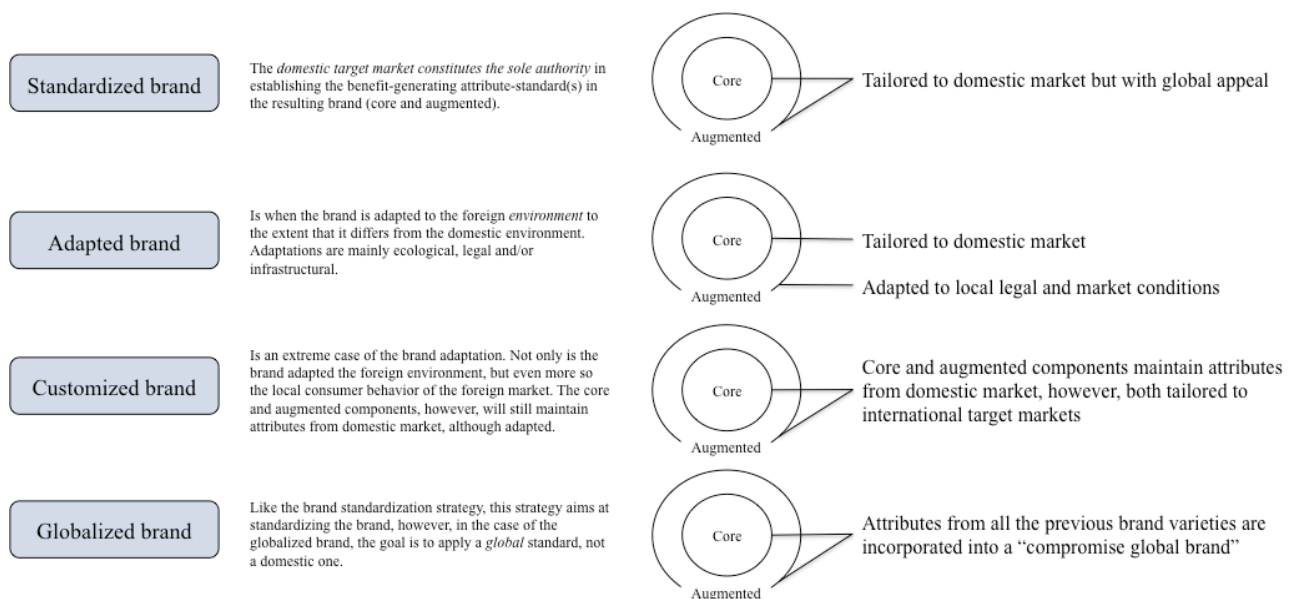 Standardized brand
The domestic target market constitutes the sole authority in
establishing the benefit-generating attribute-standard(s) in
the resulting brand (core and augmented).
Core
Augmented
Tailored to domestic market but with global appeal
Adapted brand
Is when the brand is adapted to the foreign environment to
the extent that it differs from the domestic environment.
Adaptations are mainly ecological, legal and/or
infrastructural.
Core
Augmented
Tailored to domestic market
Adapted to local legal and market conditions
Customized brand
Is an extreme case of the brand adaptation. Not only is the
brand adapted the foreign environment, but even more so
the local consumer behavior of the foreign market. The core
and augmented components, however, will still maintain
attributes from domestic market, although adapted.
Core
Augmented
Core and augmented components maintain attributes
from domestic market, however, both tailored to
international target markets
Globalized brand
Like the brand standardization strategy, this strategy aims at
standardizing the brand, however, in the case of the
globalized brand, the goal is to apply a global standard, not
a domestic one.
Core
Augmented
Attributes from all the previous brand varieties are
incorporated into a “compromise global brand”